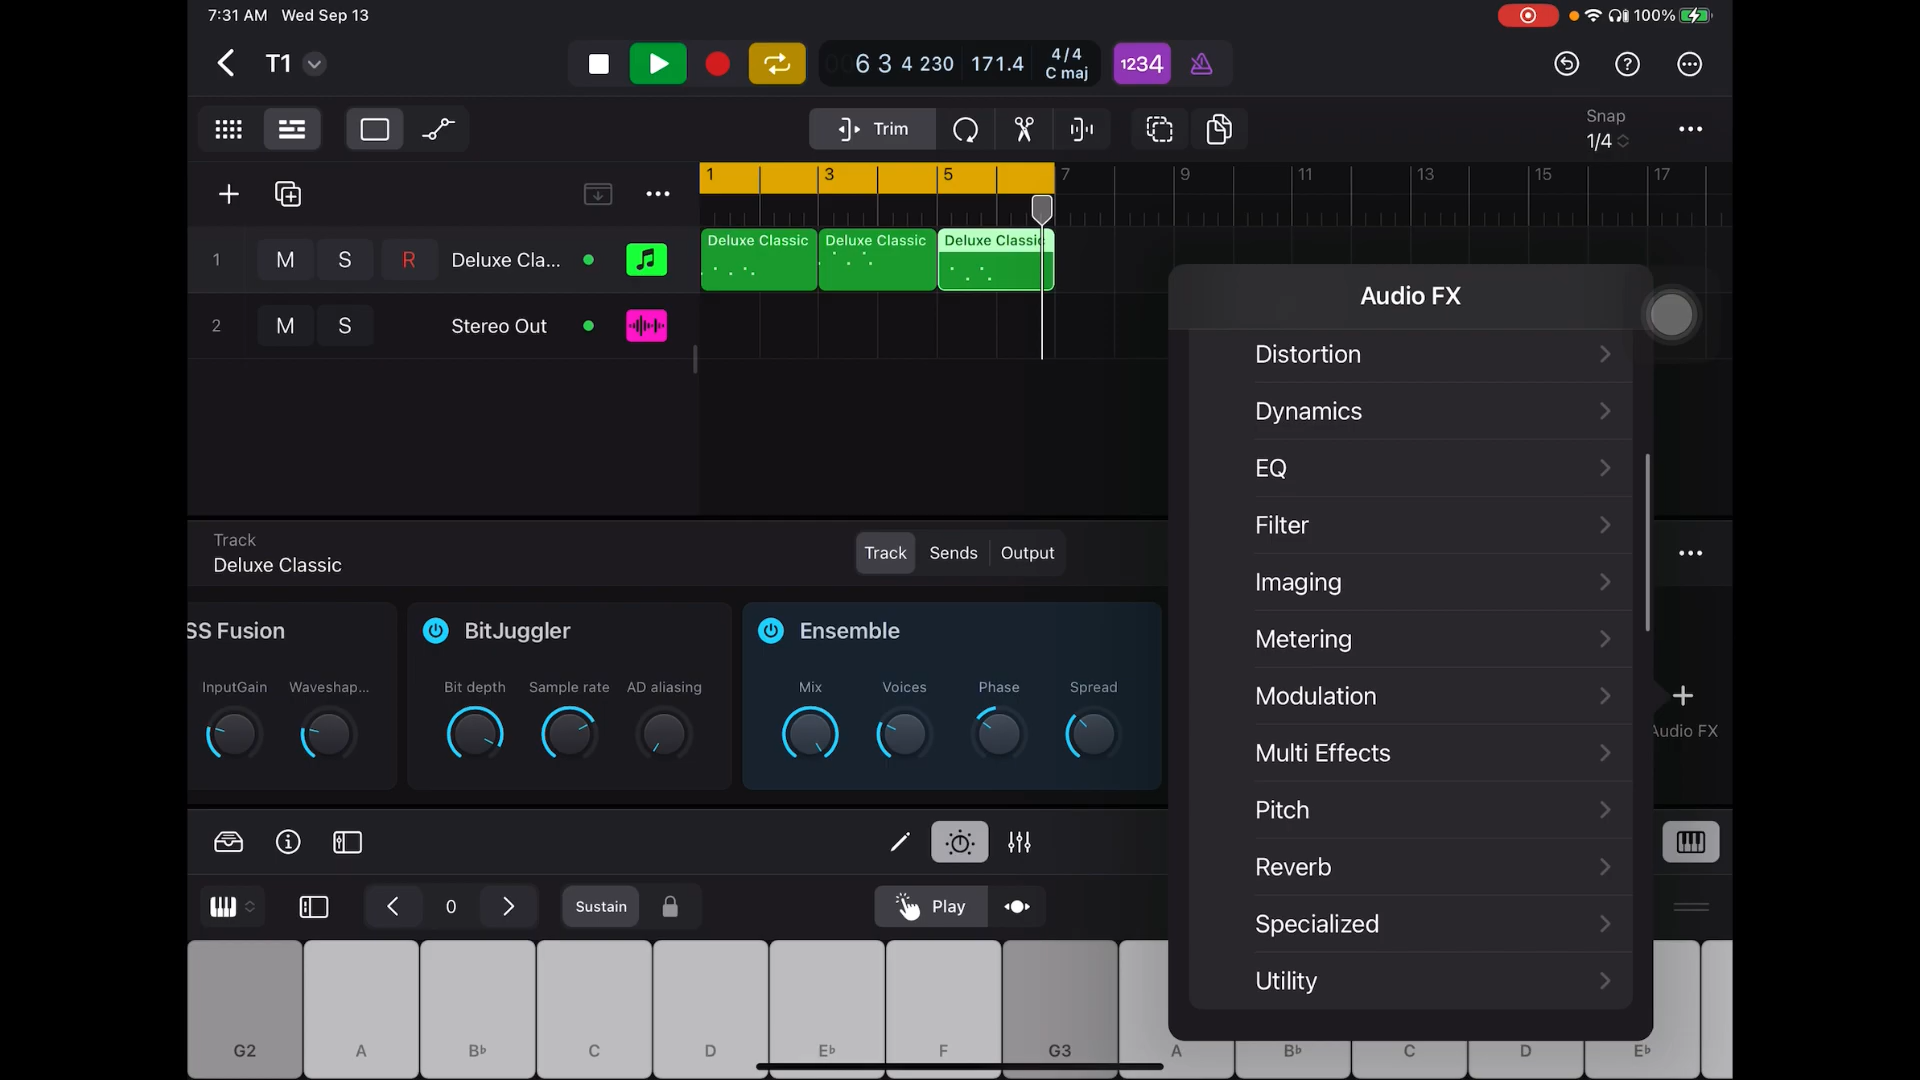 7:31 AM Wed Sep 13
100%
T1
6 3 4 230 171.4 4/4 C maj
1234
Trim
Snap
1/4
1 3 5 7 9 11 13 15 17
1 M S R Deluxe Cla...
Deluxe Classic Deluxe Classic Deluxe Classic
2 M S Stereo Out
Audio FX
Distortion
Dynamics
EQ
Filter
Imaging
Metering
Modulation
Multi Effects
Pitch
Reverb
Specialized
Utility
Track
Deluxe Classic
Track Sends Output
SS Fusion
InputGain Waveshap...
BitJuggler
Bit depth Sample rate AD aliasing
Ensemble
Mix Voices Phase Spread
Audio FX
0 Sustain Play
G2 A B♭ C D E♭ F G3 A B♭ C D E♭